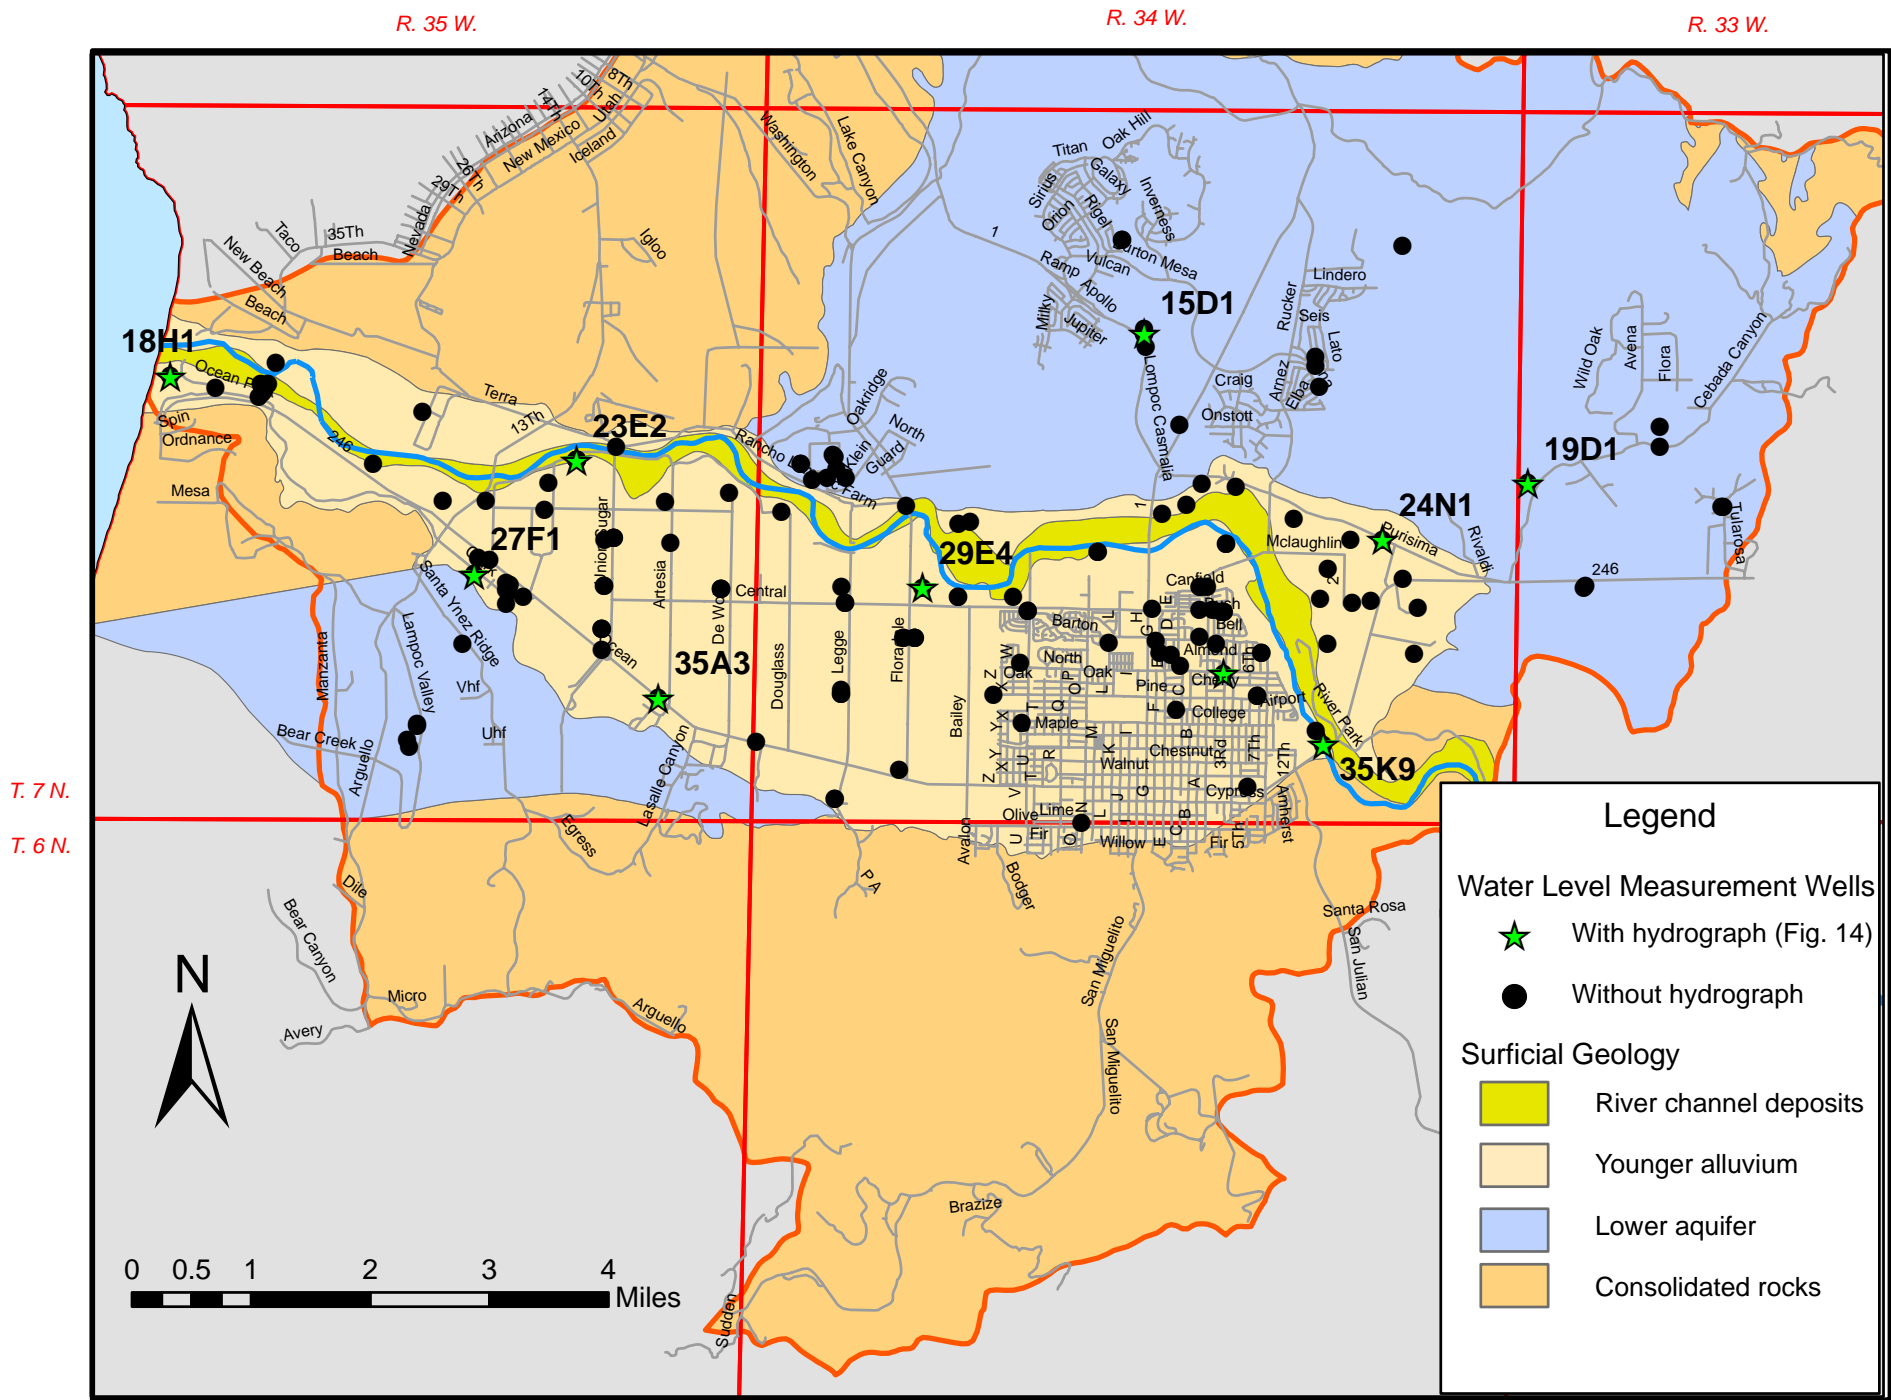 R. 35 W.
R. 34 W.
R. 33 W.
8Th
10Th
14Th
Utah
Arizona
New Mexico
Iceland
26Th
29Th
Nevada
Washington
Lake Canyon
Oak Hill
Titan
Galaxy
Sirius
Rigel
Inverness
Orion
Taco
35Th
Beach
New Beach
Beach
Igloo
1
Ramp
Vulcan
Burton Mesa
Apollo
Milky
Jupiter
15D1
Lindero
Rucker
Seis
Lato
Wild Oak
Avena
Flora
Cebada Canyon
18H1
Spin
Ordnance
Mesa
246
Terra
13Th
23E2
Oakridge
North
Klein
Guard
Farm
Lompoc Casmalia
Craig
Onstott
Arnez
Elba
19D1
24N1
Purisima
Rivaldi
Tularosa
246
Mclaughlin
1
27F1
Union Sugar
Artesia
29E4
Central
Santa Ynez Ridge
Lampoc Valley
Manzanta
Ocean
35A3
Douglass
Legge
Floradale
Bailey
Canfield
Bell
Barton
Almond
North
Oak
Oak
Cherry
6Th
Pine
Airport
River Park
College
Maple
Vhf
Uhf
Bear Creek
Arguello
Lasalle Canyon
Chestnut
Walnut
3Rd
7Th
12Th
35K9
Cypress
Amherst
Olive
Lime
Fir
Willow
Fir
5Th
T. 7 N.
T. 6 N.
Egress
Avalon
Bodger
P A
Dile
Bear Canyon
Micro
Avery
Arguello
San Miguelito
San Miguelito
Santa Rosa
San Julian
Brazize
Sudden
N
0 0.5 1 2 3 4
Miles
Legend
Water Level Measurement Wells
With hydrograph (Fig. 14)
Without hydrograph
Surficial Geology
River channel deposits
Younger alluvium
Lower aquifer
Consolidated rocks